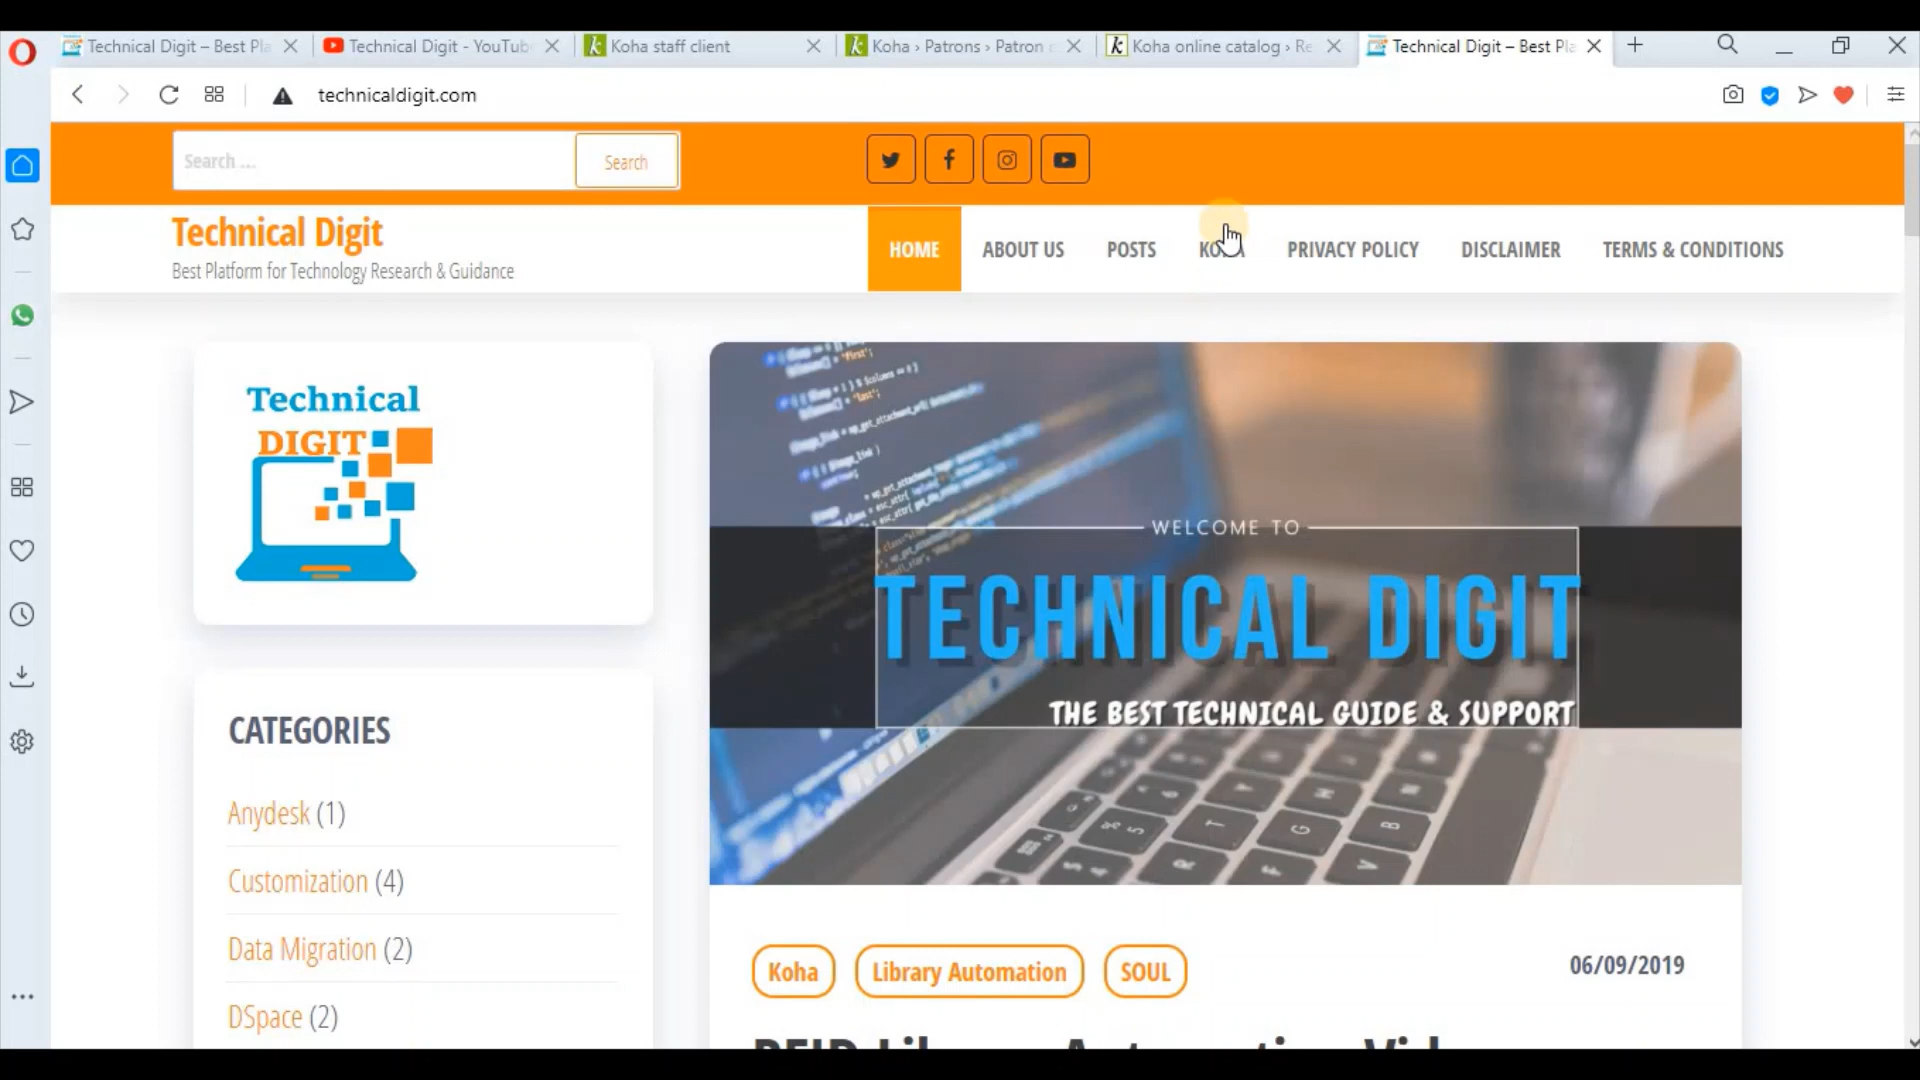 Technical Digit – Best Pla
Technical Digit - YouTube
Koha staff client
Koha › Patrons › Patron
Koha online catalog › Re
Technical Digit – Best Pla
technicaldigit.com
Search ...
Search
Technical Digit
Best Platform for Technology Research & Guidance
HOME
ABOUT US
POSTS
KOHA
PRIVACY POLICY
DISCLAIMER
TERMS & CONDITIONS
Technical
DIGIT
WELCOME TO
TECHNICAL DIGIT
THE BEST TECHNICAL GUIDE & SUPPORT
CATEGORIES
Anydesk (1)
Customization (4)
Data Migration (2)
DSpace (2)
Koha
Library Automation
SOUL
06/09/2019